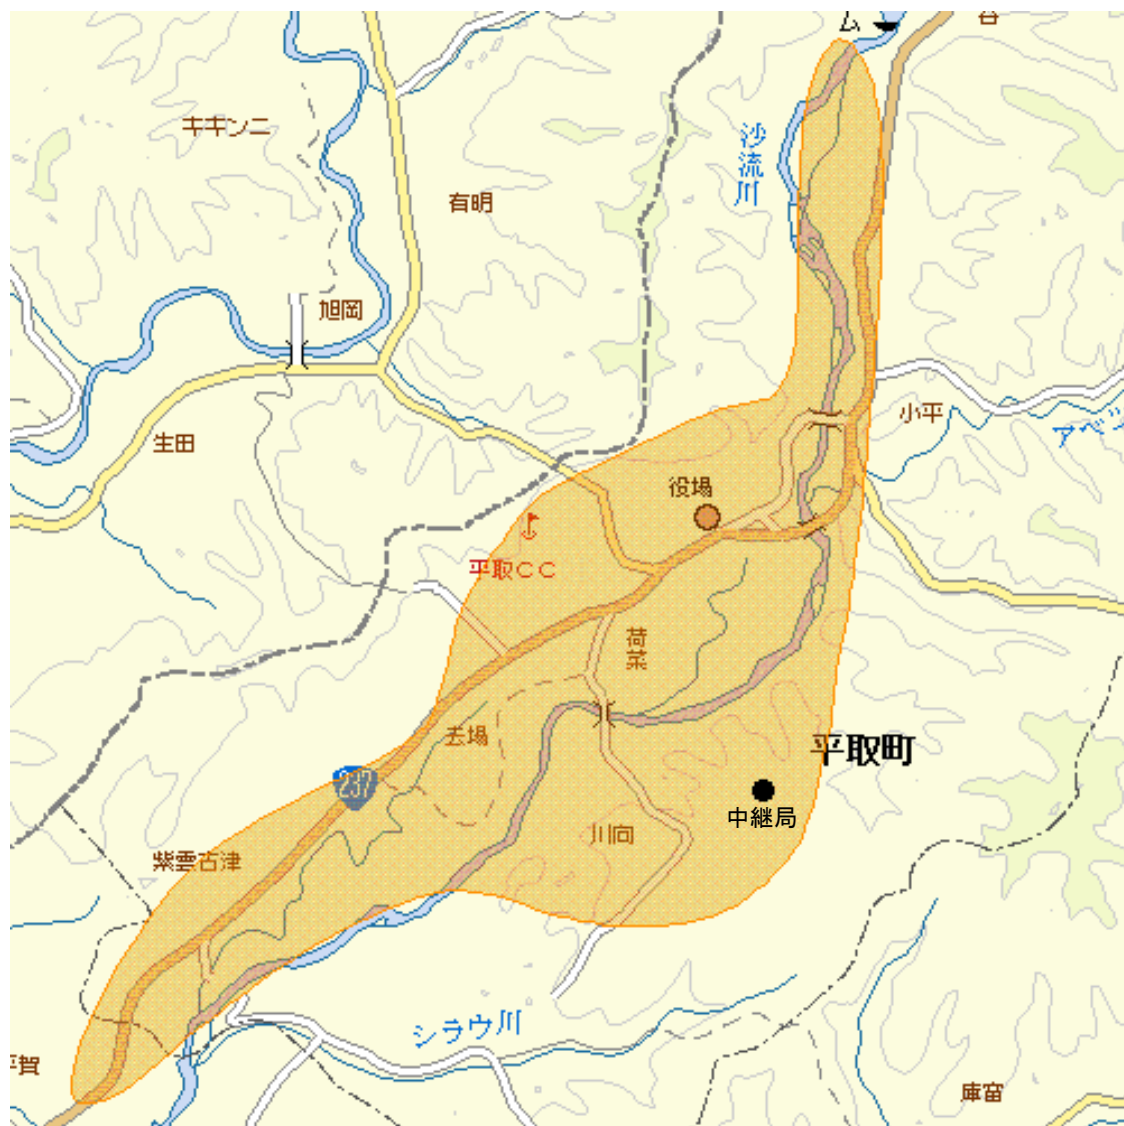 ム
谷
キキンニ
沙流川
有明
旭岡
小平
生田
役場
平取CC
荷菜
去場
平取町
237
中継局
川向
紫雲古津
シラウ川
庫富